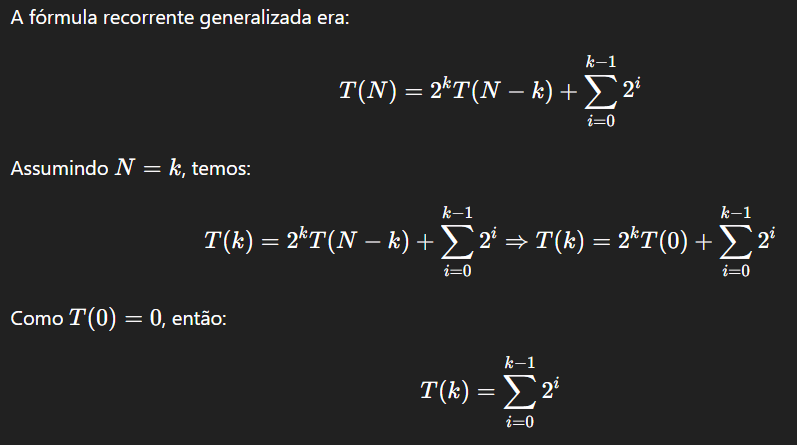 A fórmula recorrente generalizada era:
$$T(N) = 2^k T(N-k) + \sum_{i=0}^{k-1} 2^i$$
Assumindo $N = k$, temos:
$$T(k) = 2^k T(N-k) + \sum_{i=0}^{k-1} 2^i \Rightarrow T(k) = 2^k T(0) + \sum_{i=0}^{k-1} 2^i$$
Como $T(0) = 0$, então:
$$T(k) = \sum_{i=0}^{k-1} 2^i$$